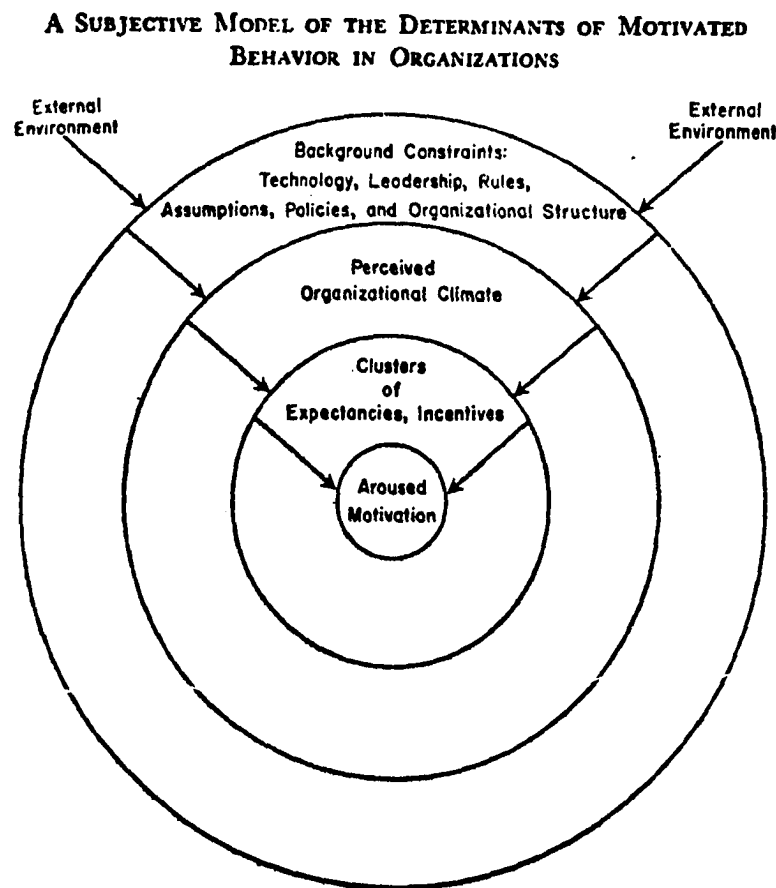 A SUBJECTIVE MODEL OF THE DETERMINANTS OF MOTIVATED
BEHAVIOR IN ORGANIZATIONS
External
Environment
External
Environment
Background Constraints:
Technology, Leadership, Rules,
Assumptions, Policies, and Organizational Structure
Perceived
Organizational Climate
Clusters
of
Expectancies, Incentives
Aroused
Motivation